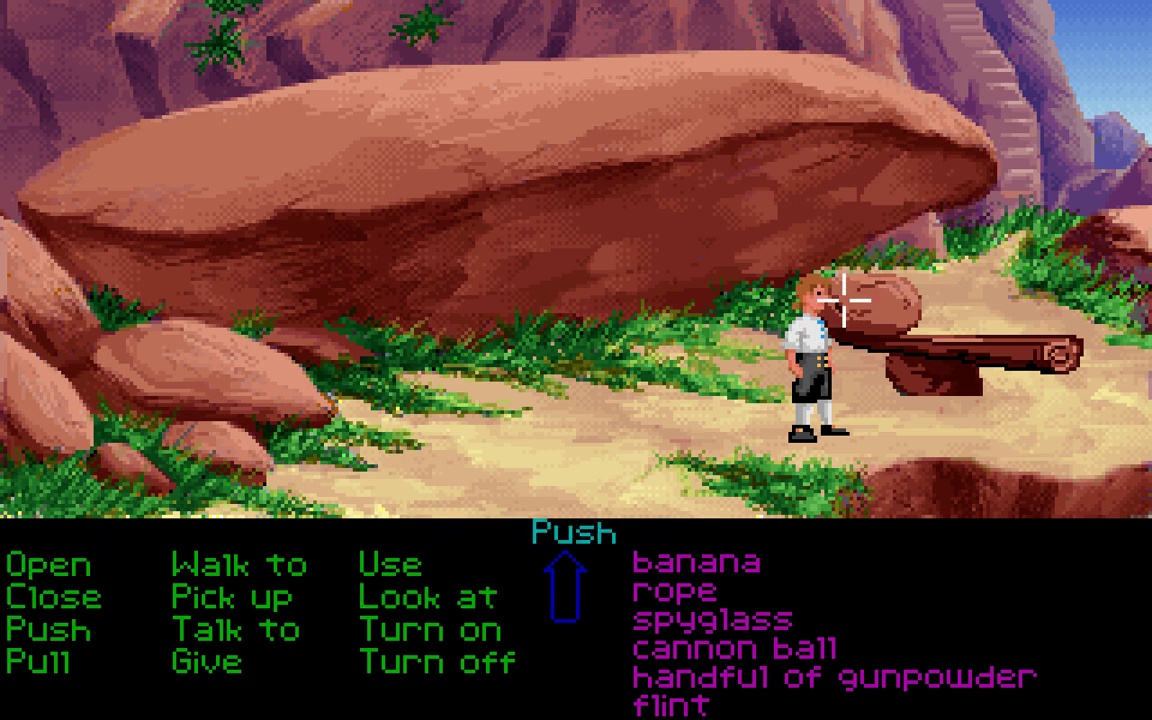 Push
Open Walk to Use
Close Pick up Look at
Push Talk to Turn on
Pull Give Turn off
banana
rope
spyglass
cannon ball
handful of gunpowder
flint